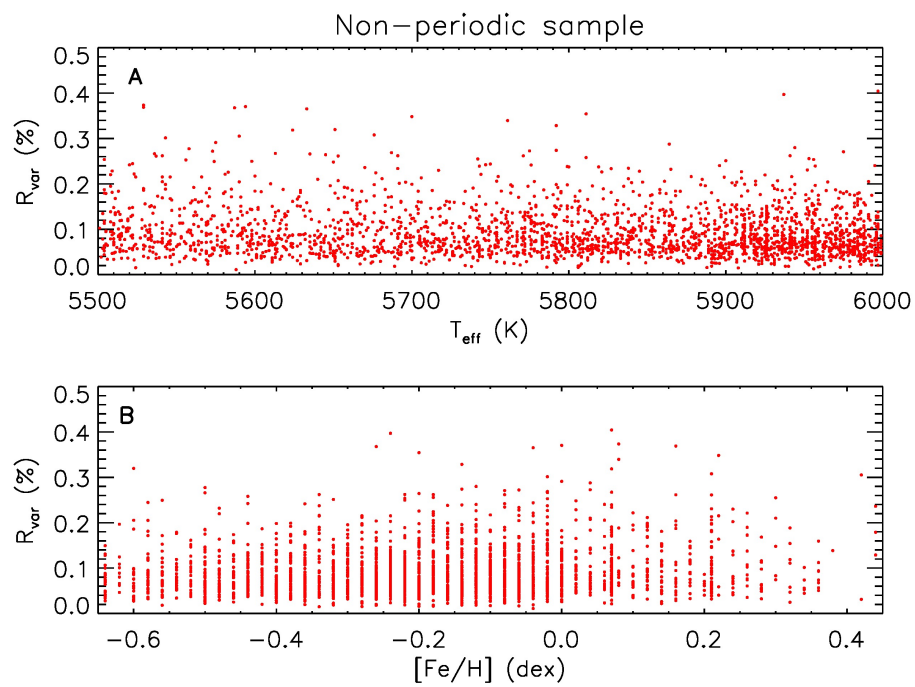 Non-periodic sample
A
0.5
0.4
0.3
0.2
0.1
0.0
R_var (%)
5500 5600 5700 5800 5900 6000
T_eff (K)
B
0.5
0.4
0.3
0.2
0.1
0.0
R_var (%)
-0.6 -0.4 -0.2 0.0 0.2 0.4
[Fe/H] (dex)